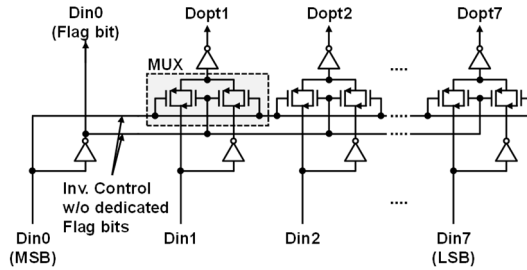 Din0
(Flag bit)
Dopt1
Dopt2
Dopt7
MUX
....
....
Inv. Control
w/o dedicated
Flag bits
....
Din0
(MSB)
Din1
Din2
Din7
(LSB)